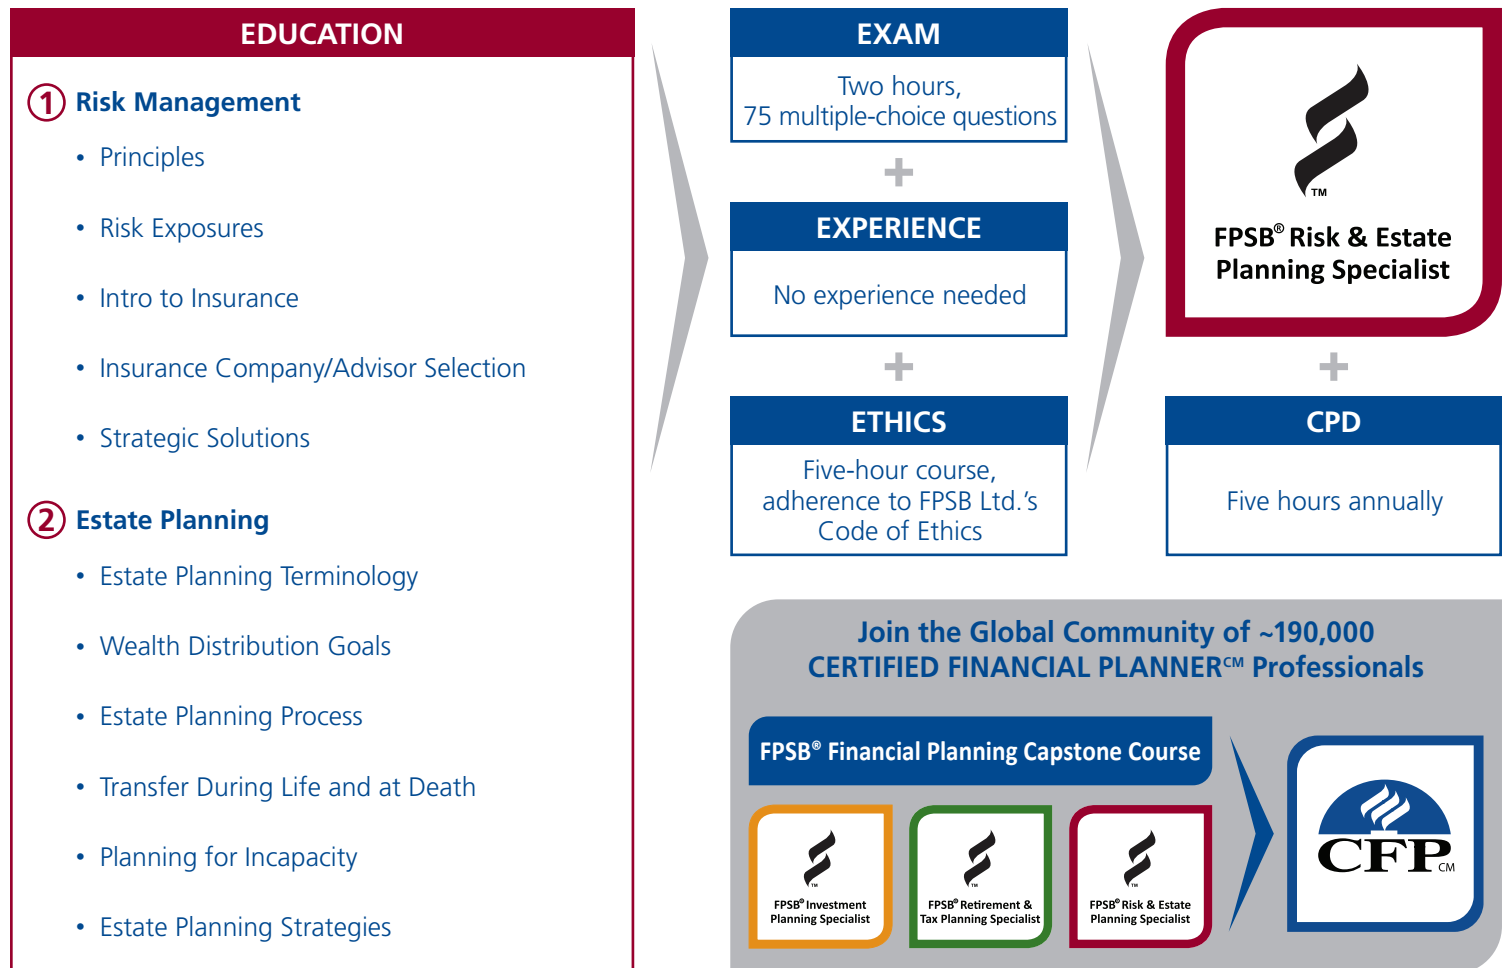 EDUCATION
1 Risk Management
• Principles
• Risk Exposures
• Intro to Insurance
• Insurance Company/Advisor Selection
• Strategic Solutions
2 Estate Planning
• Estate Planning Terminology
• Wealth Distribution Goals
• Estate Planning Process
• Transfer During Life and at Death
• Planning for Incapacity
• Estate Planning Strategies
EXAM
Two hours,
75 multiple-choice questions
+
EXPERIENCE
No experience needed
+
ETHICS
Five-hour course,
adherence to FPSB Ltd.’s
Code of Ethics
TM
FPSB® Risk & Estate
Planning Specialist
+
CPD
Five hours annually
Join the Global Community of ~190,000
CERTIFIED FINANCIAL PLANNER℠ Professionals
FPSB® Financial Planning Capstone Course
TM
FPSB® Investment
Planning Specialist
TM
FPSB® Retirement &
Tax Planning Specialist
TM
FPSB® Risk & Estate
Planning Specialist
CFP CM